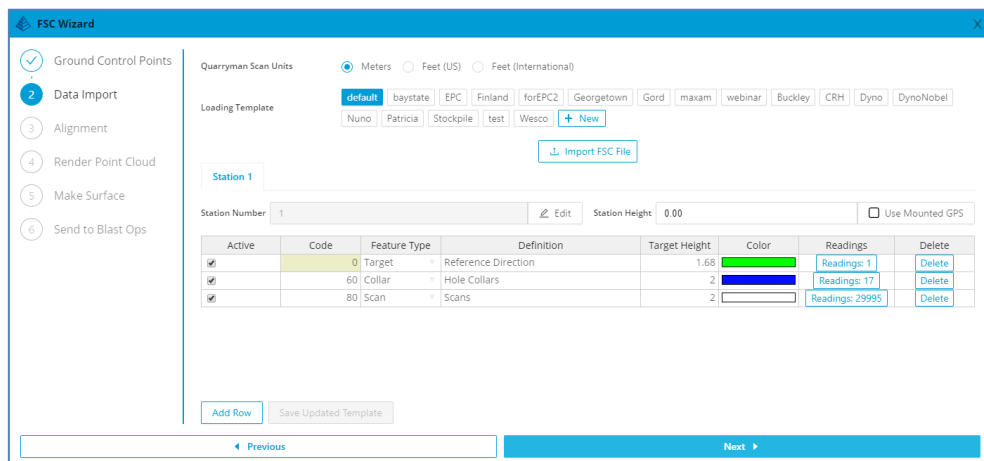 FSC Wizard X
Ground Control Points
2 Data Import
3 Alignment
4 Render Point Cloud
5 Make Surface
6 Send to Blast Ops
Quarryman Scan Units Meters Feet (US) Feet (International)
Loading Template default baystate EPC Finland forEPC2 Georgetown Gord maxam webinar Buckley CRH Dyno DynoNobel
Nuno Patricia Stockpile test Wesco + New
Import FSC File
Station 1
Station Number 1 Edit Station Height 0.00 Use Mounted GPS
Active Code Feature Type Definition Target Height Color Readings Delete
0 Target Reference Direction 1.68 Readings: 1 Delete
60 Collar Hole Collars 2 Readings: 17 Delete
80 Scan Scans 2 Readings: 29995 Delete
Add Row Save Updated Template
Previous Next